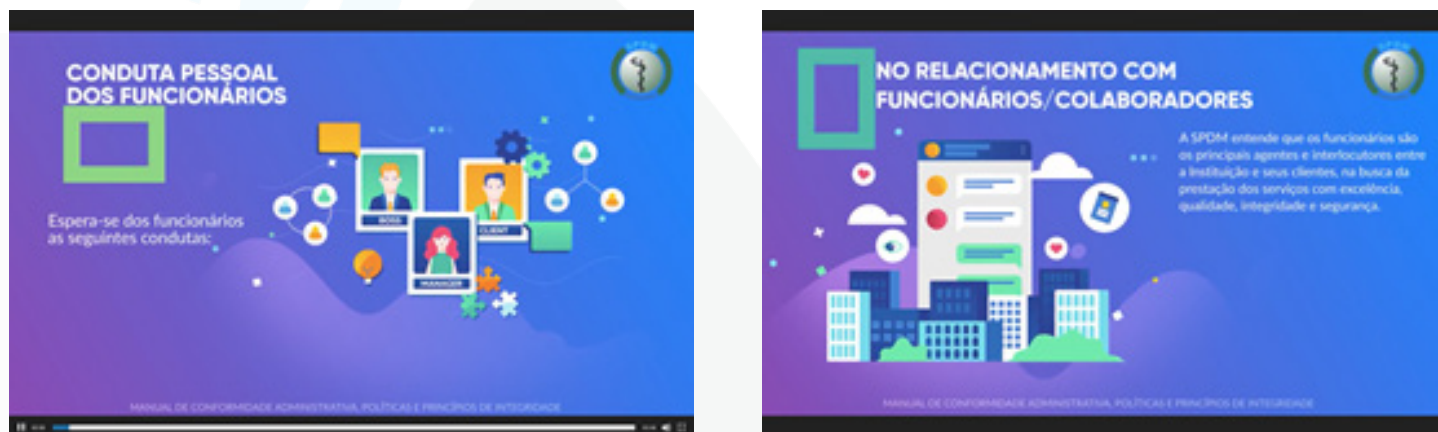 CONDUTA PESSOAL
DOS FUNCIONÁRIOS
SPDM
Espera-se dos funcionários
as seguintes condutas:
BOSS
CLIENT
MANAGER
MANUAL DE CONFORMIDADE ADMINISTRATIVA, POLÍTICAS E PRINCÍPIOS DE INTEGRIDADE
NO RELACIONAMENTO COM
FUNCIONÁRIOS/COLABORADORES
SPDM
A SPDM entende que os funcionários são
os principais agentes e interlocutores entre
a Instituição e seus clientes, na busca da
prestação dos serviços com excelência,
qualidade, integridade e segurança.
MANUAL DE CONFORMIDADE ADMINISTRATIVA, POLÍTICAS E PRINCÍPIOS DE INTEGRIDADE